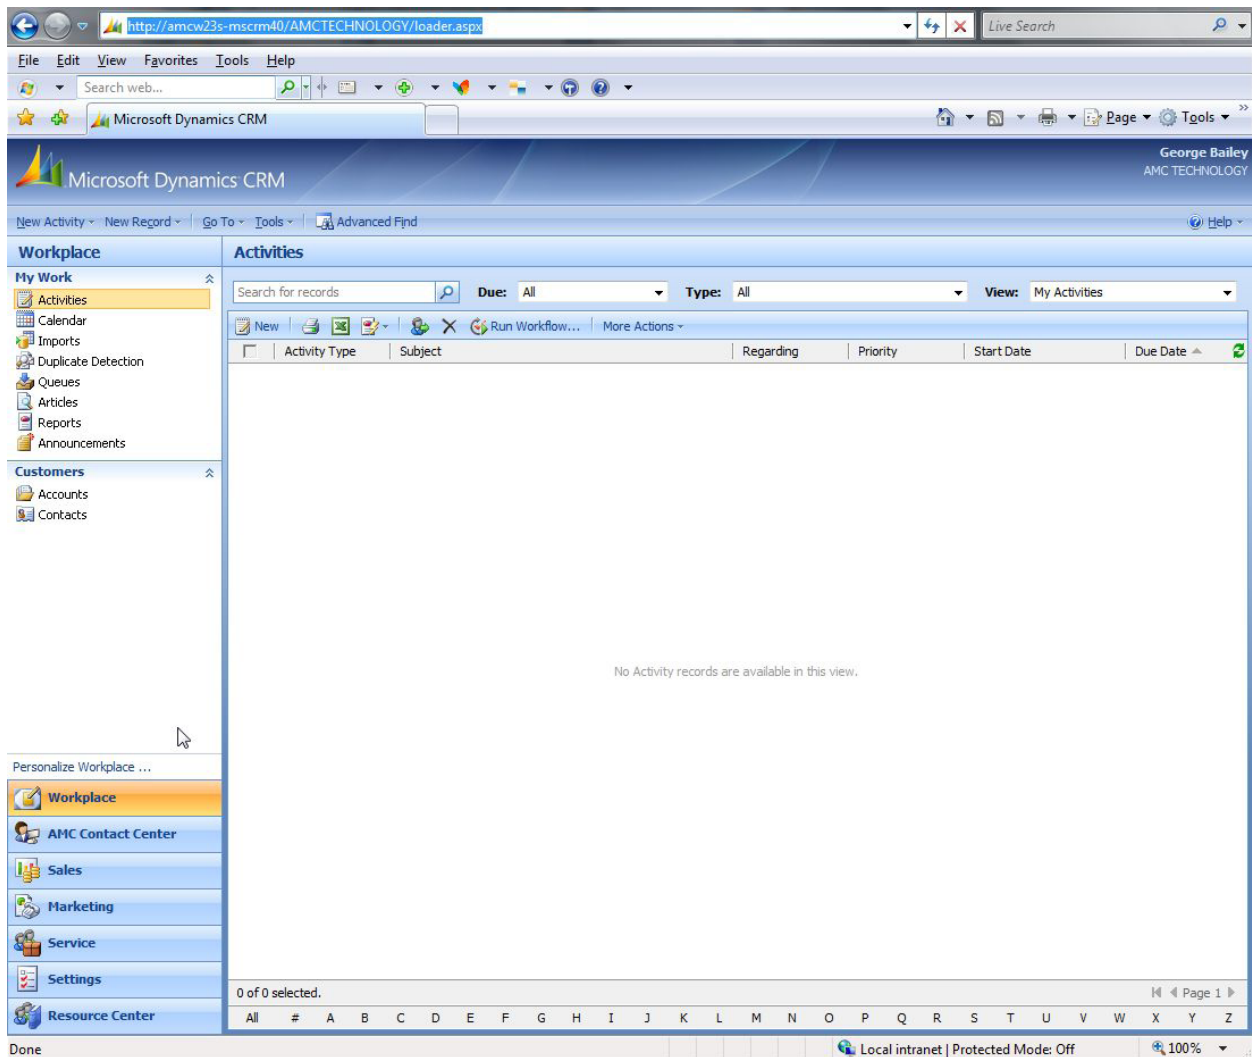 http://amcw23s-mscrm40/AMCTECHNOLOGY/loader.aspx
Live Search
File Edit View Favorites Tools Help
Search web...
Microsoft Dynamics CRM
Page Tools
Microsoft Dynamics CRM
George Bailey
AMC TECHNOLOGY
New Activity New Record Go To Tools Advanced Find Help
Workplace
Activities
My Work
Activities
Calendar
Imports
Duplicate Detection
Queues
Articles
Reports
Announcements
Customers
Accounts
Contacts
Search for records Due: All Type: All View: My Activities
New Run Workflow... More Actions
Activity Type Subject Regarding Priority Start Date Due Date
No Activity records are available in this view.
Personalize Workplace ...
Workplace
AMC Contact Center
Sales
Marketing
Service
Settings
Resource Center
0 of 0 selected. Page 1
All # A B C D E F G H I J K L M N O P Q R S T U V W X Y Z
Done Local intranet | Protected Mode: Off 100%